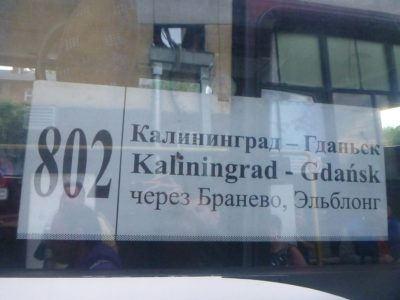 802
Калининград – Гданьск
Kaliningrad - Gdańsk
через Бранево, Эльблонг